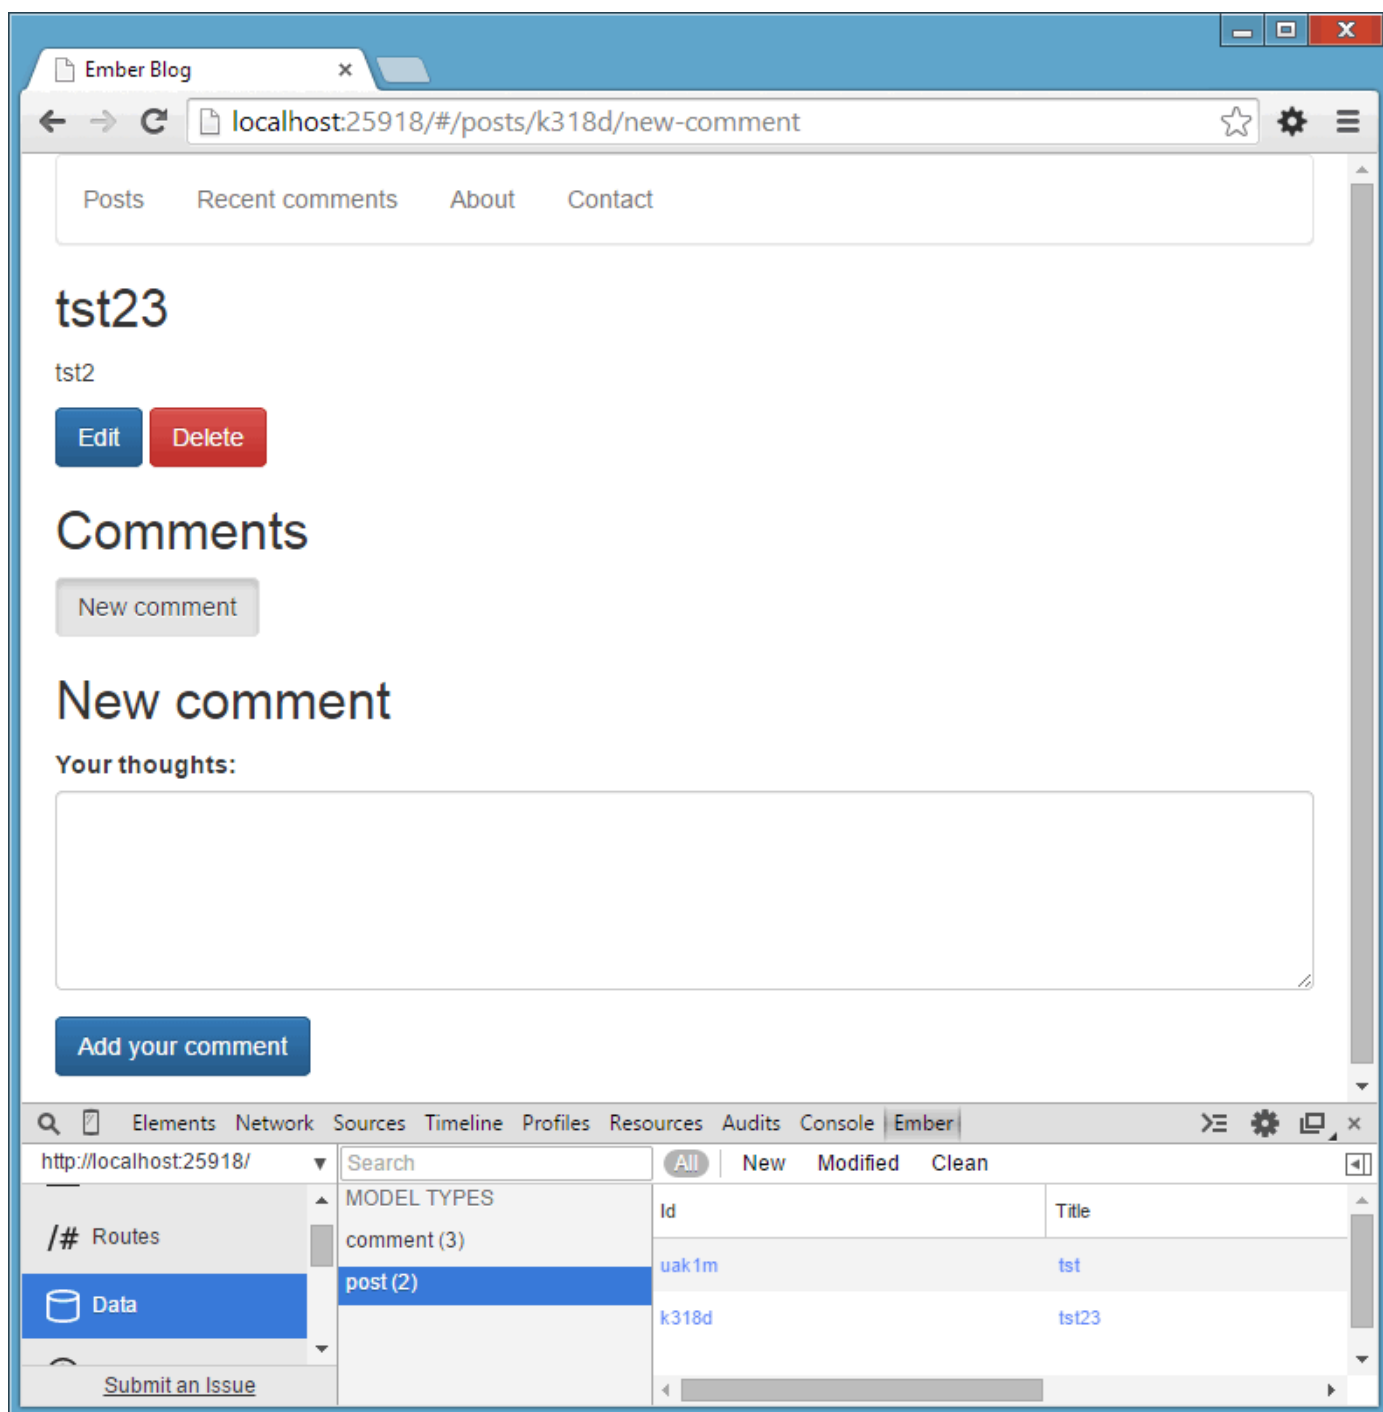 Ember Blog
localhost:25918/#/posts/k318d/new-comment
Posts Recent comments About Contact
tst23
tst2
Edit Delete
Comments
New comment
New comment
Your thoughts:
Add your comment
Elements Network Sources Timeline Profiles Resources Audits Console Ember
http://localhost:25918/ Search All New Modified Clean
MODEL TYPES
Id Title
/# Routes
comment (3)
uak1m tst
post (2)
Data
k318d tst23
Submit an Issue